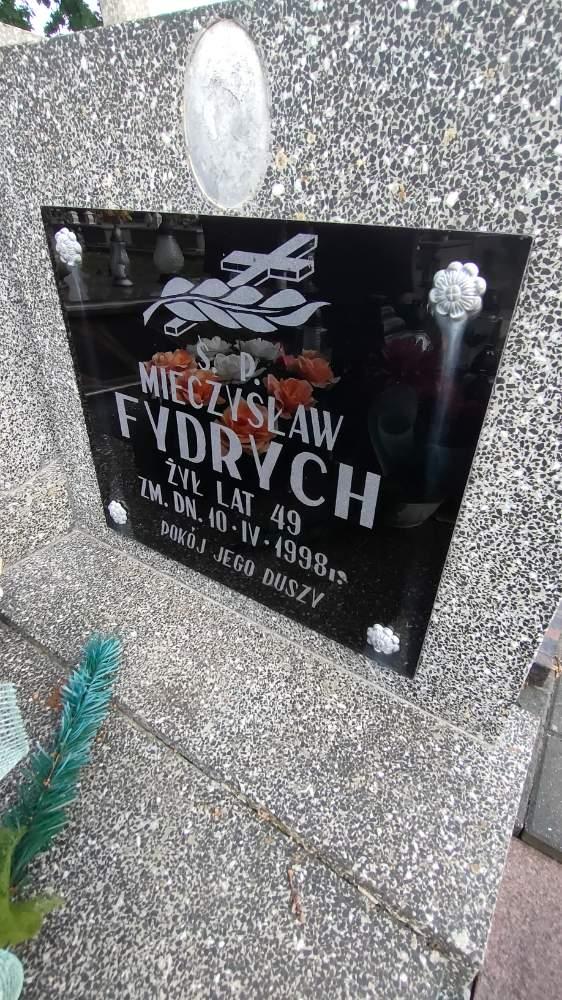 Ś. P.
MIECZYSŁAW
FYDRYCH
ŻYŁ LAT 49
ZM. DN. 10·IV·1998 r.
POKÓJ JEGO DUSZY